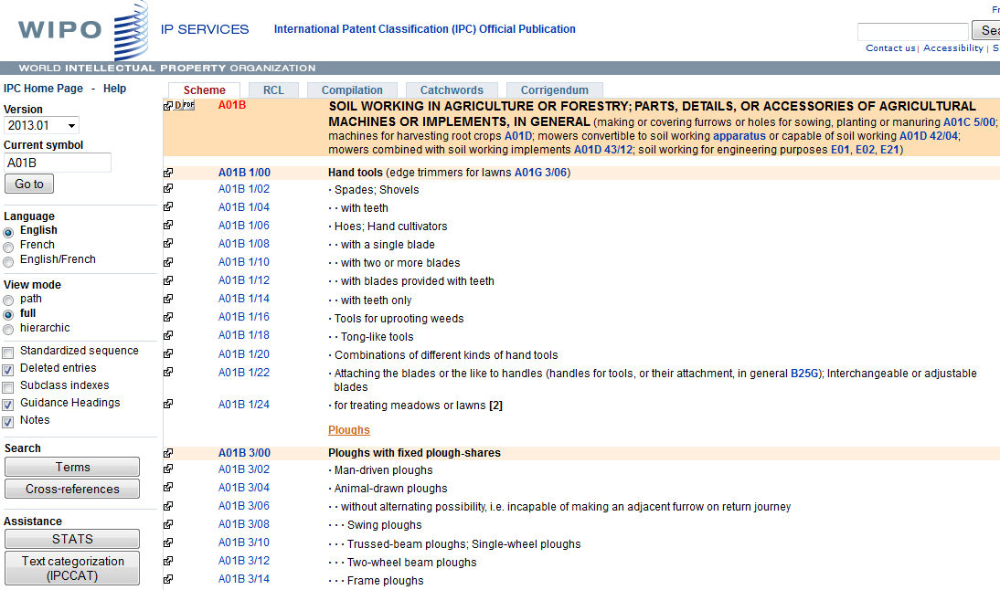 WIPO
IP SERVICES
International Patent Classification (IPC) Official Publication
Contact us | Accessibility |
WORLD INTELLECTUAL PROPERTY ORGANIZATION
IPC Home Page - Help
Version
2013.01
Current symbol
A01B
Go to
Language
English
French
English/French
View mode
path
full
hierarchic
Standardized sequence
Deleted entries
Subclass indexes
Guidance Headings
Notes
Search
Terms
Cross-references
Assistance
STATS
Text categorization
(IPCCAT)
Scheme RCL Compilation Catchwords Corrigendum
D PDF A01B SOIL WORKING IN AGRICULTURE OR FORESTRY; PARTS, DETAILS, OR ACCESSORIES OF AGRICULTURAL
MACHINES OR IMPLEMENTS, IN GENERAL (making or covering furrows or holes for sowing, planting or manuring A01C 5/00;
machines for harvesting root crops A01D; mowers convertible to soil working apparatus or capable of soil working A01D 42/04;
mowers combined with soil working implements A01D 43/12; soil working for engineering purposes E01, E02, E21)
A01B 1/00 Hand tools (edge trimmers for lawns A01G 3/06)
A01B 1/02 · Spades; Shovels
A01B 1/04 · · with teeth
A01B 1/06 · Hoes; Hand cultivators
A01B 1/08 · · with a single blade
A01B 1/10 · · with two or more blades
A01B 1/12 · · with blades provided with teeth
A01B 1/14 · · with teeth only
A01B 1/16 · Tools for uprooting weeds
A01B 1/18 · · Tong-like tools
A01B 1/20 · Combinations of different kinds of hand tools
A01B 1/22 · Attaching the blades or the like to handles (handles for tools, or their attachment, in general B25G); Interchangeable or adjustable
blades
A01B 1/24 · for treating meadows or lawns [2]
Ploughs
A01B 3/00 Ploughs with fixed plough-shares
A01B 3/02 · Man-driven ploughs
A01B 3/04 · Animal-drawn ploughs
A01B 3/06 · · without alternating possibility, i.e. incapable of making an adjacent furrow on return journey
A01B 3/08 · · · Swing ploughs
A01B 3/10 · · · Trussed-beam ploughs; Single-wheel ploughs
A01B 3/12 · · · Two-wheel beam ploughs
A01B 3/14 · · · Frame ploughs